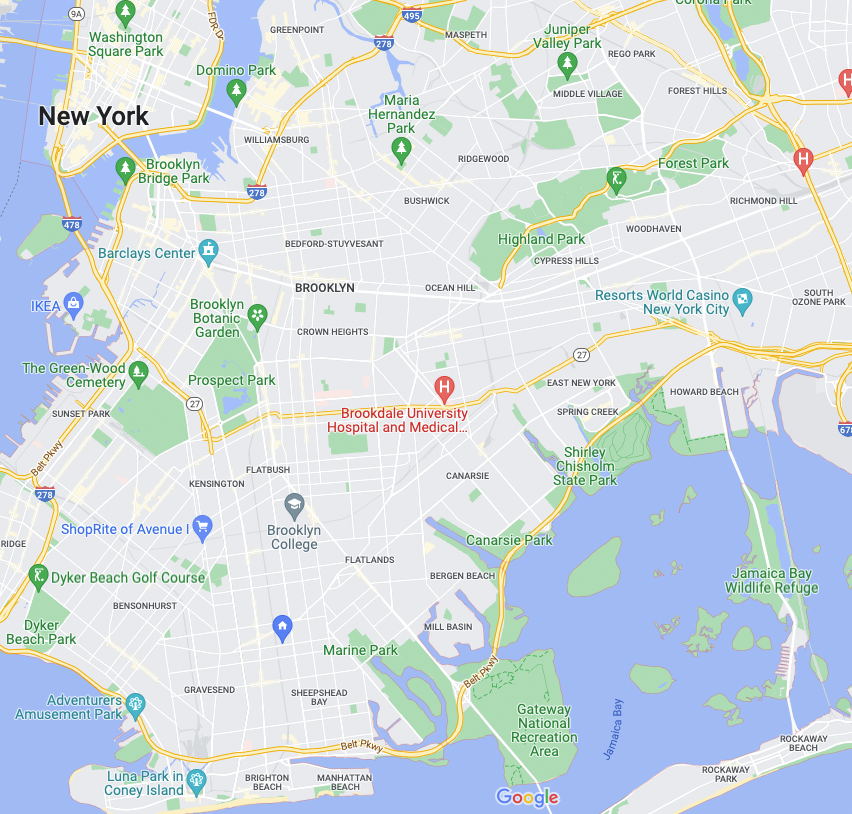 Corona Park
9A
495
FDR Dr
GREENPOINT
Juniper
Valley Park
Washington
Square Park
278
MASPETH
REGO PARK
Domino Park
FOREST HILLS
H
MIDDLE VILLAGE
New York
Maria
Hernandez
Park
WILLIAMSBURG
RIDGEWOOD
H
Forest Park
Brooklyn
Bridge Park
278
BUSHWICK
RICHMOND HILL
478
WOODHAVEN
Highland Park
BEDFORD-STUYVESANT
Barclays Center
CYPRESS HILLS
BROOKLYN
OCEAN HILL
Resorts World Casino
New York City
SOUTH
OZONE PARK
IKEA
Brooklyn
Botanic
Garden
CROWN HEIGHTS
27
The Green-Wood
Cemetery
Prospect Park
H
EAST NEW YORK
HOWARD BEACH
27
SUNSET PARK
Brookdale University
Hospital and Medical...
SPRING CREEK
678
Belt Pkwy
Shirley
Chisholm
State Park
FLATBUSH
KENSINGTON
CANARSIE
278
ShopRite of Avenue I
Brooklyn
College
Canarsie Park
RIDGE
FLATLANDS
Dyker Beach Golf Course
BERGEN BEACH
Jamaica Bay
Wildlife Refuge
BENSONHURST
Dyker
Beach Park
MILL BASIN
Marine Park
Belt Pkwy
GRAVESEND
SHEEPSHEAD
BAY
Adventurers
Amusement Park
Gateway
National
Recreation
Area
Jamaica Bay
Belt Pkwy
ROCKAWAY
BEACH
Luna Park in
Coney Island
BRIGHTON
BEACH
MANHATTAN
BEACH
ROCKAWAY
PARK
Google